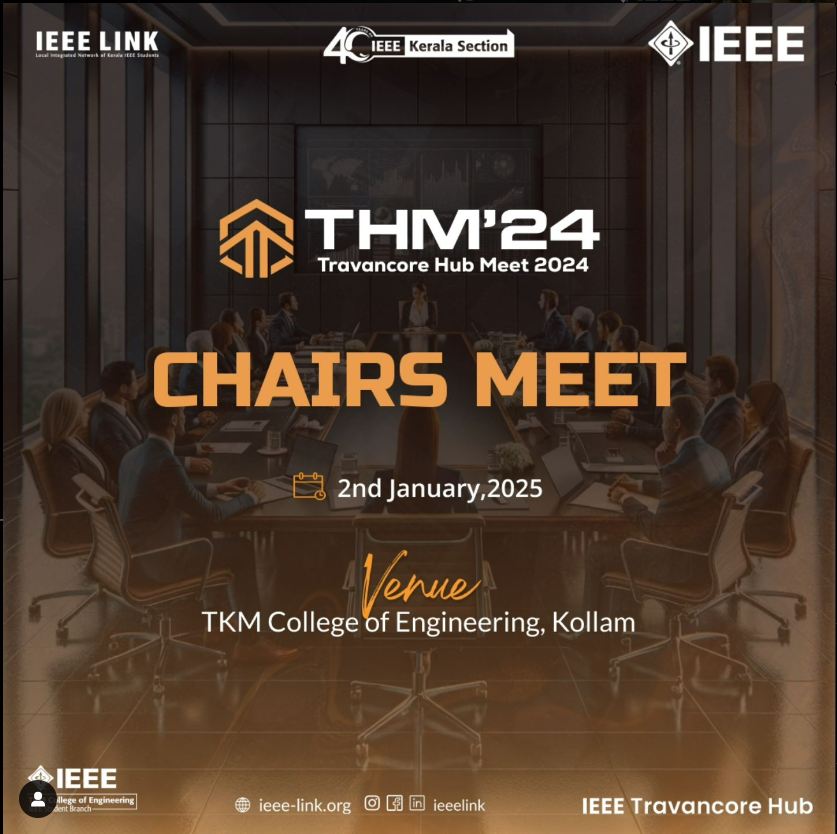 IEEE LINK
Local Integrated Network of Kerala IEEE Students
40
IEEE Kerala Section
IEEE
THM'24
Travancore Hub Meet 2024
CHAIRS MEET
2nd January,2025
Venue
TKM College of Engineering, Kollam
IEEE
College of Engineering
Branch
ieee-link.org
ieeelink
IEEE Travancore Hub